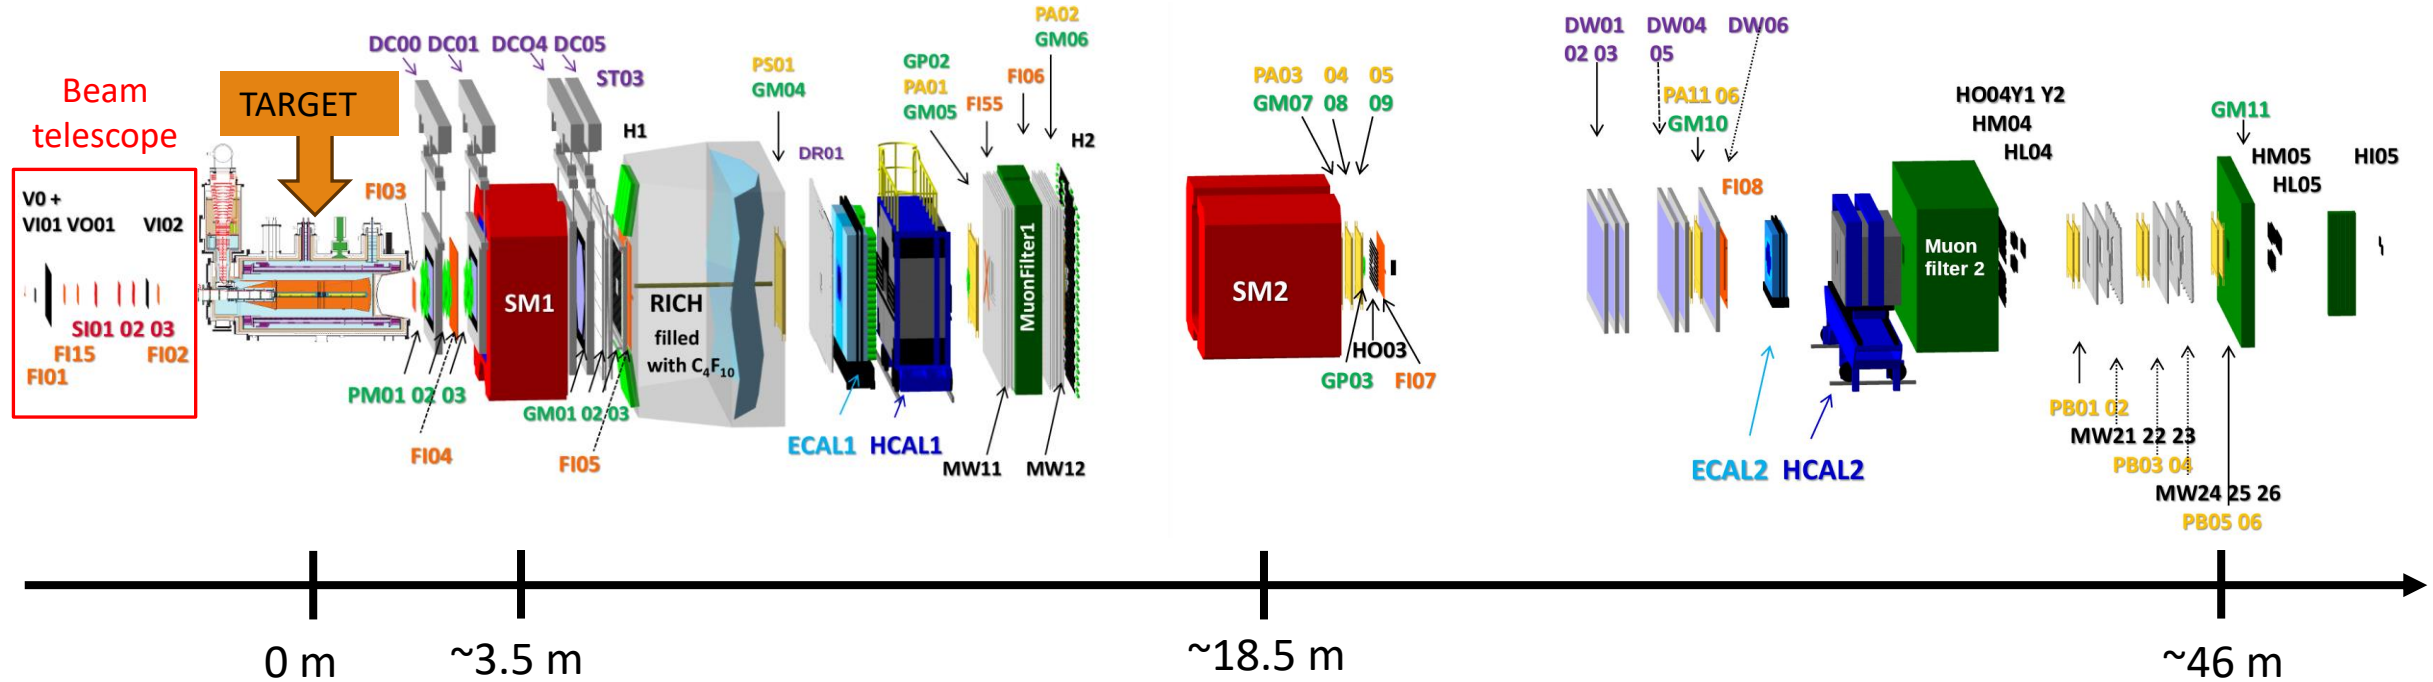 Beam
telescope
V0 +
VI01 VO01 VI02
SI01 02 03
FI15 FI02
FI01
TARGET
FI03
DC00 DC01 DCO4 DC05
ST03
H1
SM1
PM01 02 03
FI04
GM01 02 03
FI05
RICH
filled
with C₄F₁₀
PS01
GM04
DR01
ECAL1 HCAL1
GP02
PA01
GM05
FI55
FI06
PA02
GM06
H2
MuonFilter1
MW11 MW12
SM2
PA03 04 05
GM07 08 09
HO03
GP03 FI07
DW01 DW04 DW06
02 03 05
PA11 06
GM10
FI08
ECAL2 HCAL2
HO04Y1 Y2
HM04
HL04
Muon
filter 2
GM11
HM05
HL05
HI05
PB01 02
MW21 22 23
PB03 04
MW24 25 26
PB05 06
0 m ~3.5 m ~18.5 m ~46 m